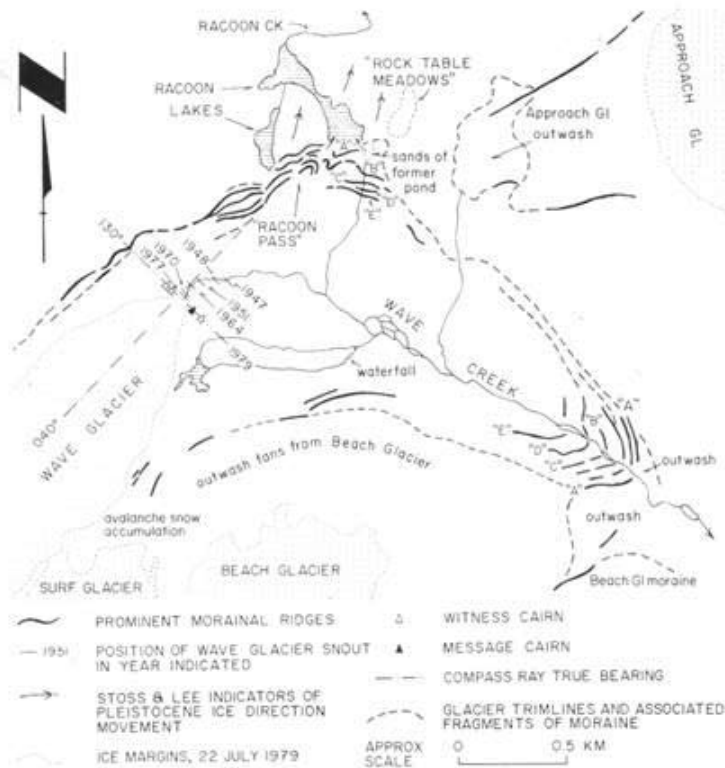 RACOON CK
"ROCK TABLE
MEADOWS"
RACOON
LAKES
APPROACH GL
Approach Gl
outwash
"A"
"B"
sands of
former
pond
"D"
"E"
"RACOON
PASS"
130°
1977
1970
1948
1947
1951
1964
1979
040°
WAVE GLACIER
WAVE
CREEK
waterfall
outwash fans from Beach Glacier
"A"
"B"
"E"
"D"
"C"
"A"
outwash
outwash
avalanche snow
accumulation
BEACH GLACIER
SURF GLACIER
Beach Gl moraine
PROMINENT MORAINAL RIDGES
1951 POSITION OF WAVE GLACIER SNOUT
IN YEAR INDICATED
STOSS & LEE INDICATORS OF
PLEISTOCENE ICE DIRECTION
MOVEMENT
ICE MARGINS, 22 JULY 1979
WITNESS CAIRN
MESSAGE CAIRN
COMPASS RAY TRUE BEARING
GLACIER TRIMLINES AND ASSOCIATED
FRAGMENTS OF MORAINE
APPROX
SCALE
0 0.5 KM